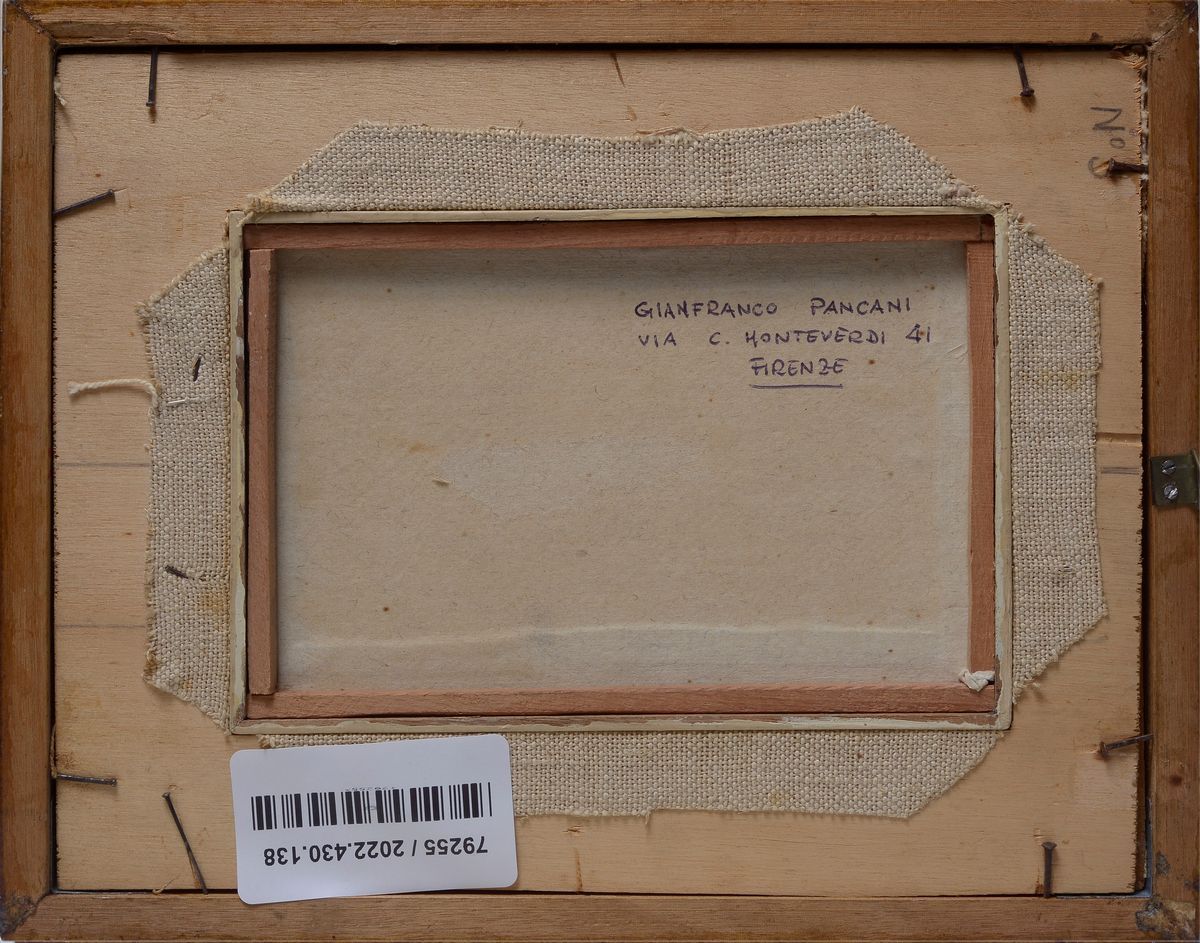 GIANFRANCO PANCANI
VIA C. MONTEVERDI 41
FIRENZE
79255 / 2022.430.138